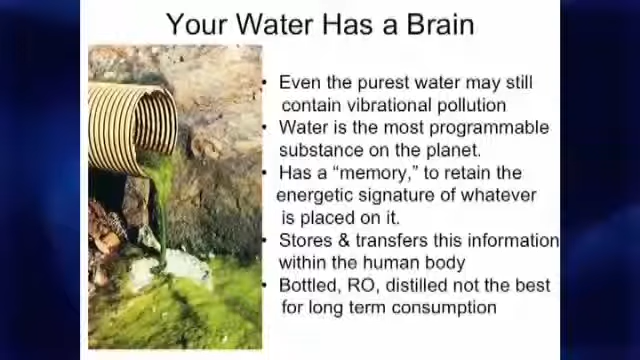 Your Water Has a Brain
• Even the purest water may still
contain vibrational pollution
• Water is the most programmable
substance on the planet.
• Has a “memory,” to retain the
energetic signature of whatever
is placed on it.
• Stores & transfers this information
within the human body
• Bottled, RO, distilled not the best
for long term consumption